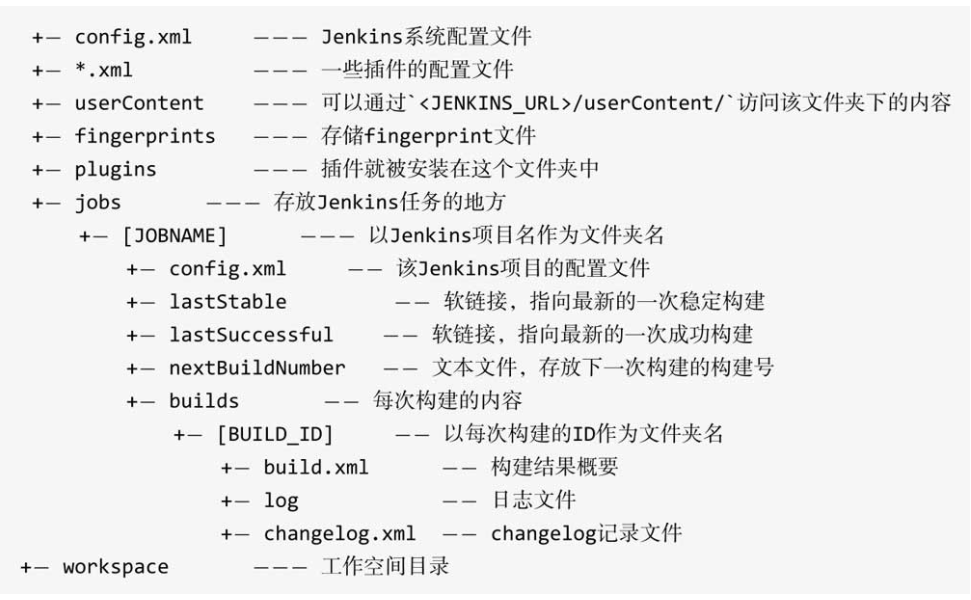 +— config.xml     ——— Jenkins系统配置文件
+— *.xml          ——— 一些插件的配置文件
+— userContent    ——— 可以通过`<JENKINS_URL>/userContent/`访问该文件夹下的内容
+— fingerprints   ——— 存储fingerprint文件
+— plugins        ——— 插件就被安装在这个文件夹中
+— jobs       ——— 存放Jenkins任务的地方
    +— [JOBNAME]      ——— 以Jenkins项目名作为文件夹名
        +— config.xml     —— 该Jenkins项目的配置文件
        +— lastStable         —— 软链接，指向最新的一次稳定构建
        +— lastSuccessful    —— 软链接，指向最新的一次成功构建
        +— nextBuildNumber   —— 文本文件，存放下一次构建的构建号
        +— builds       —— 每次构建的内容
            +— [BUILD_ID]     —— 以每次构建的ID作为文件夹名
                +— build.xml      —— 构建结果概要
                +— log            —— 日志文件
                +— changelog.xml  —— changelog记录文件
+— workspace       ——— 工作空间目录